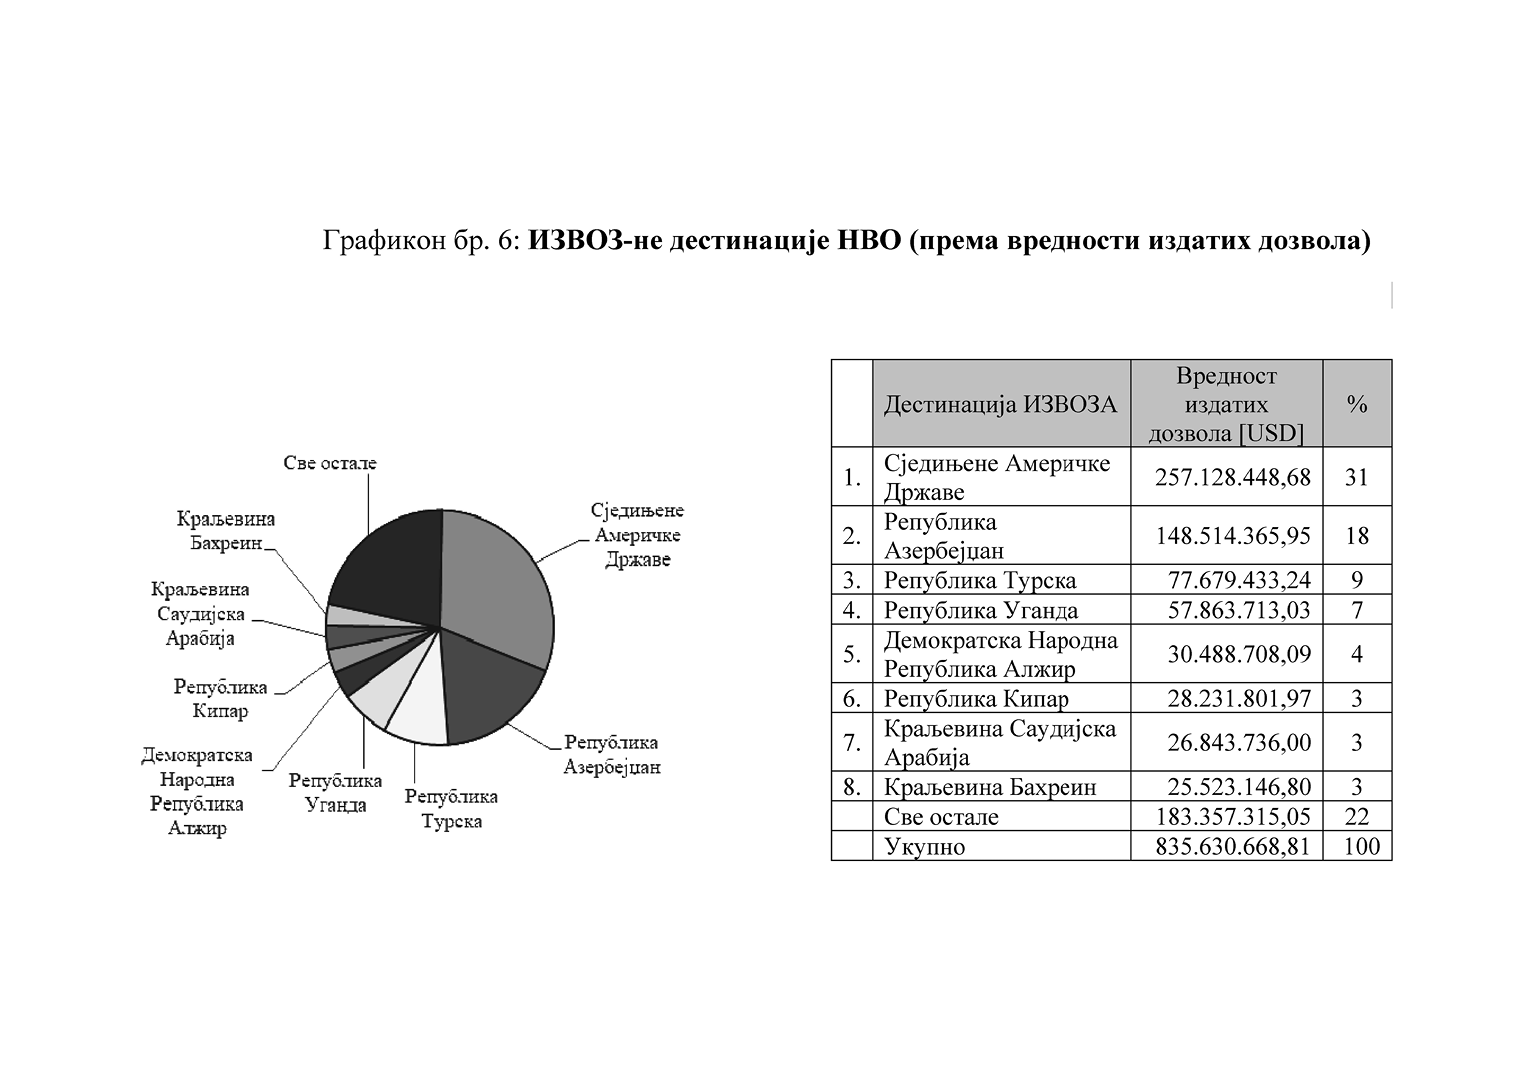 Графикон бр. 6: ИЗВОЗ-не дестинације НВО (према вредности издатих дозвола)
Све остале
Краљевина
Бахреин
Краљевина
Саудијска
Арабија
Република
Кипар
Демократска
Народна
Република
Алжир
Република
Уганда
Република
Турска
Република
Азербејџан
Сједињене
Америчке
Државе
Дестинација ИЗВОЗА
Вредност
издатих
дозвола [USD]
%
1.
Сједињене Америчке
Државе
257.128.448,68
31
2.
Република
Азербејџан
148.514.365,95
18
3.
Република Турска
77.679.433,24
9
4.
Република Уганда
57.863.713,03
7
5.
Демократска Народна
Република Алжир
30.488.708,09
4
6.
Република Кипар
28.231.801,97
3
7.
Краљевина Саудијска
Арабија
26.843.736,00
3
8.
Краљевина Бахреин
25.523.146,80
3
Све остале
183.357.315,05
22
Укупно
835.630.668,81
100